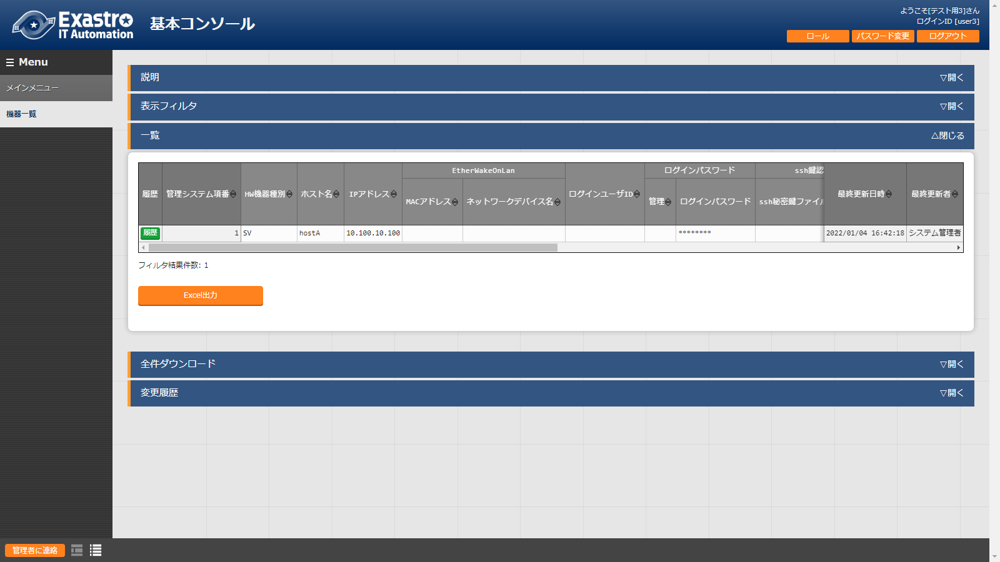 Exastro
IT Automation
基本コンソール
ようこそ[テスト用3]さん
ログインID [user3]
ロール
パスワード変更
ログアウト
Menu
メインメニュー
機器一覧
説明
▽開く
表示フィルタ
▽開く
一覧
△閉じる
履歴
管理システム項番
HW機器種別
ホスト名
IPアドレス
EtherWakeOnLan
MACアドレス
ネットワークデバイス名
ログインユーザID
ログインパスワード
管理
ログインパスワード
ssh鍵認
ssh秘密鍵ファイル
最終更新日時
最終更新者
履歴
1
SV
hostA
10.100.10.100
********
2022/01/04 16:42:18
システム管理者
フィルタ結果件数: 1
Excel出力
全件ダウンロード
▽開く
変更履歴
▽開く
管理者に連絡